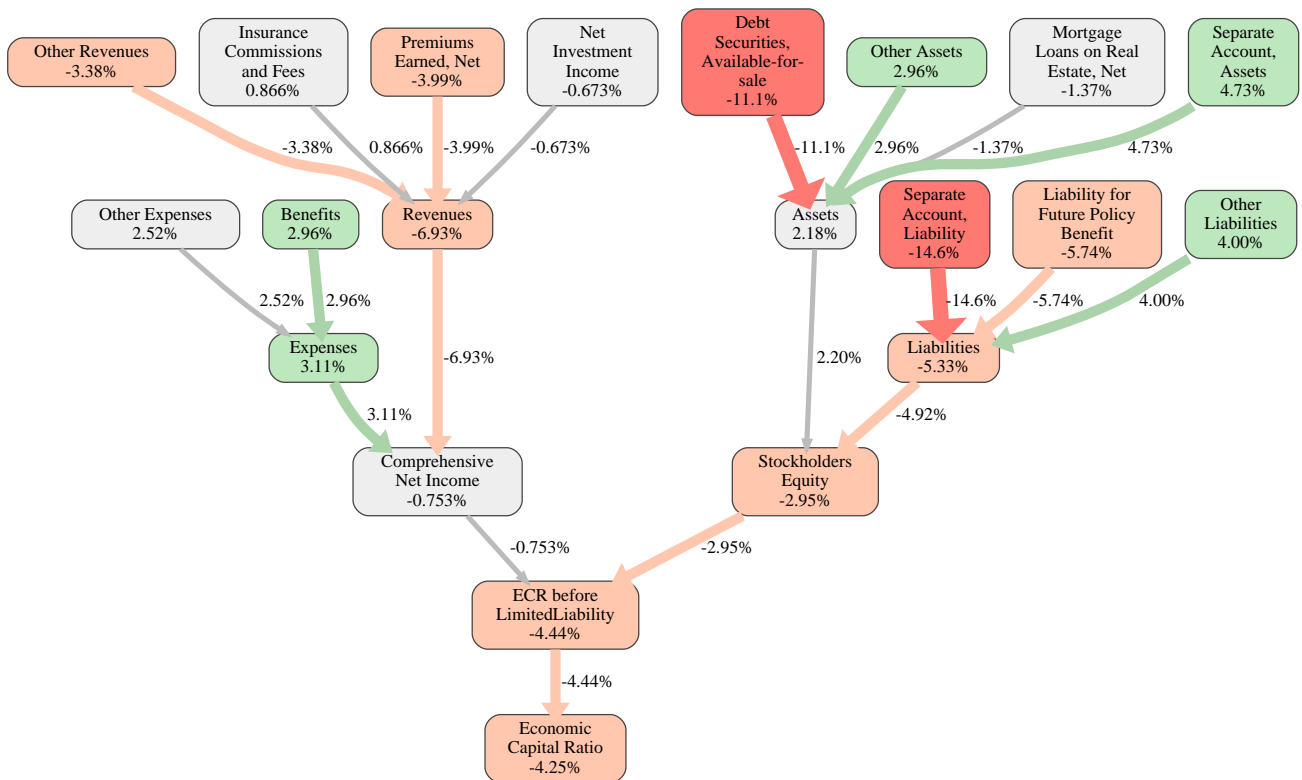 Other Revenues
-3.38%
Insurance
Commissions
and Fees
0.866%
Premiums
Earned, Net
-3.99%
Net
Investment
Income
-0.673%
Debt
Securities,
Available-for-
sale
-11.1%
Other Assets
2.96%
Mortgage
Loans on Real
Estate, Net
-1.37%
Separate
Account,
Assets
4.73%
-3.38%
0.866%
-3.99%
-0.673%
-11.1%
2.96%
-1.37%
4.73%
Other Expenses
2.52%
Benefits
2.96%
Revenues
-6.93%
Assets
2.18%
Separate
Account,
Liability
-14.6%
Liability for
Future Policy
Benefit
-5.74%
Other
Liabilities
4.00%
2.52%
2.96%
-6.93%
2.20%
-14.6%
-5.74%
4.00%
Expenses
3.11%
Liabilities
-5.33%
3.11%
-4.92%
Comprehensive
Net Income
-0.753%
Stockholders
Equity
-2.95%
-0.753%
-2.95%
ECR before
LimitedLiability
-4.44%
-4.44%
Economic
Capital Ratio
-4.25%